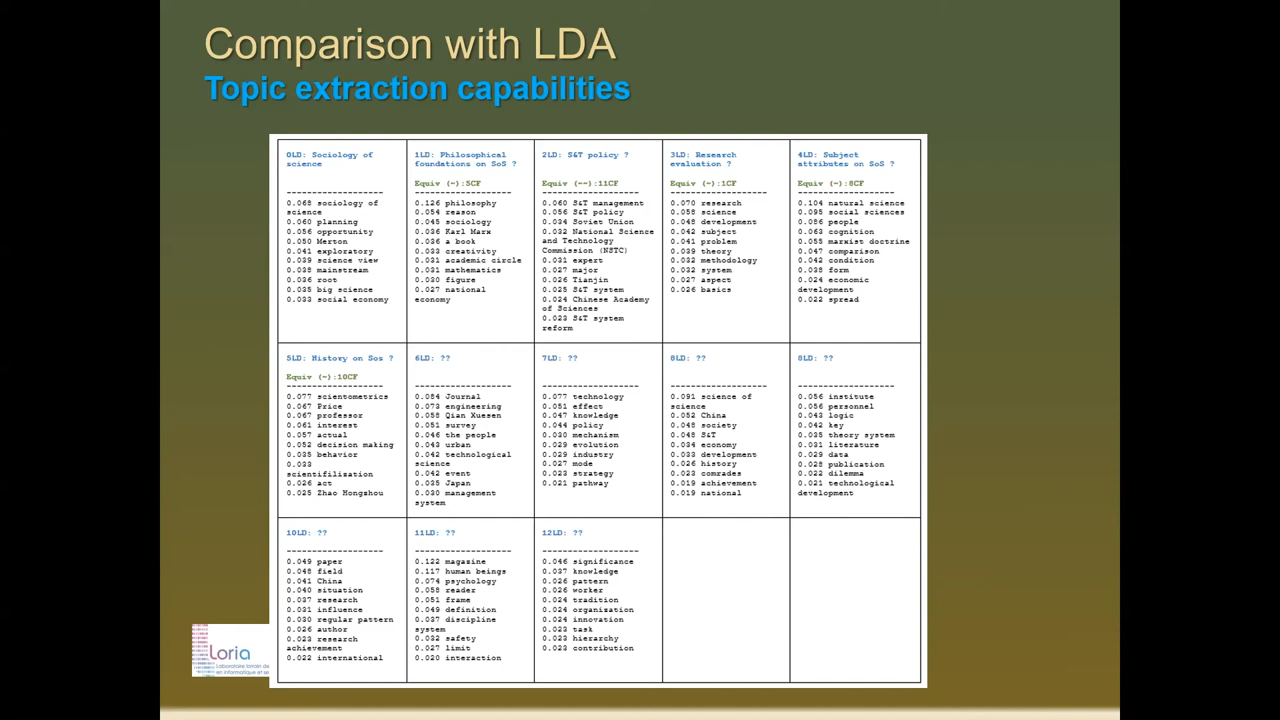 Comparison with LDA
Topic extraction capabilities
0LD: Sociology of
science
-------------------
0.068 sociology of
science
0.060 planning
0.056 opportunity
0.050 Merton
0.041 exploratory
0.039 science view
0.038 mainstream
0.036 root
0.035 big science
0.033 social economy
1LD: Philosophical
foundations on SoS ?
Equiv (~):5CF
-------------------
0.126 philosophy
0.054 reason
0.045 sociology
0.036 Karl Marx
0.036 a book
0.033 creativity
0.031 academic circle
0.031 mathematics
0.030 figure
0.027 national
economy
2LD: S&T policy ?
Equiv (~~):11CF
-------------------
0.060 S&T management
0.056 S&T policy
0.034 Soviet Union
0.032 National Science
and Technology
Commission (NSTC)
0.031 expert
0.027 major
0.026 Tianjin
0.025 S&T system
0.024 Chinese Academy
of Sciences
0.023 S&T system
reform
3LD: Research
evaluation ?
Equiv (~):1CF
-------------------
0.070 research
0.058 science
0.048 development
0.042 subject
0.041 problem
0.039 theory
0.032 methodology
0.032 system
0.027 aspect
0.026 basics
4LD: Subject
attributes on SoS ?
Equiv (~):8CF
-------------------
0.104 natural science
0.095 social sciences
0.086 people
0.063 cognition
0.055 marxist doctrine
0.047 comparison
0.042 condition
0.038 form
0.024 economic
development
0.022 spread
5LD: History on Sos ?
Equiv (~):10CF
-------------------
0.077 scientometrics
0.067 Price
0.067 professor
0.061 interest
0.057 actual
0.052 decision making
0.038 behavior
0.033
scientifilization
0.026 act
0.025 Zhao Hongzhou
6LD: ??
-------------------
0.084 Journal
0.073 engineering
0.058 Qian Xuesen
0.051 survey
0.046 the people
0.043 urban
0.042 technological
science
0.042 event
0.035 Japan
0.030 management
system
7LD: ??
-------------------
0.077 technology
0.051 effect
0.047 knowledge
0.044 policy
0.030 mechanism
0.029 evolution
0.029 industry
0.027 mode
0.023 strategy
0.021 pathway
8LD: ??
-------------------
0.091 science of
science
0.052 China
0.048 society
0.048 S&T
0.034 economy
0.033 development
0.026 history
0.023 comrades
0.019 achievement
0.019 national
8LD: ??
-------------------
0.056 institute
0.056 personnel
0.043 logic
0.042 key
0.035 theory system
0.031 literature
0.029 data
0.028 publication
0.022 dilemma
0.021 technological
development
10LD: ??
-------------------
0.049 paper
0.048 field
0.041 China
0.040 situation
0.037 research
0.031 influence
0.030 regular pattern
0.026 author
0.023 research
achievement
0.022 international
11LD: ??
-------------------
0.122 magazine
0.117 human beings
0.074 psychology
0.058 reader
0.051 frame
0.049 definition
0.037 discipline
system
0.032 safety
0.027 limit
0.020 interaction
12LD: ??
-------------------
0.046 significance
0.037 knowledge
0.026 pattern
0.026 worker
0.024 tradition
0.024 organization
0.024 innovation
0.023 task
0.023 hierarchy
0.023 contribution
Loria
Laboratoire lorrain de
en informatique et se